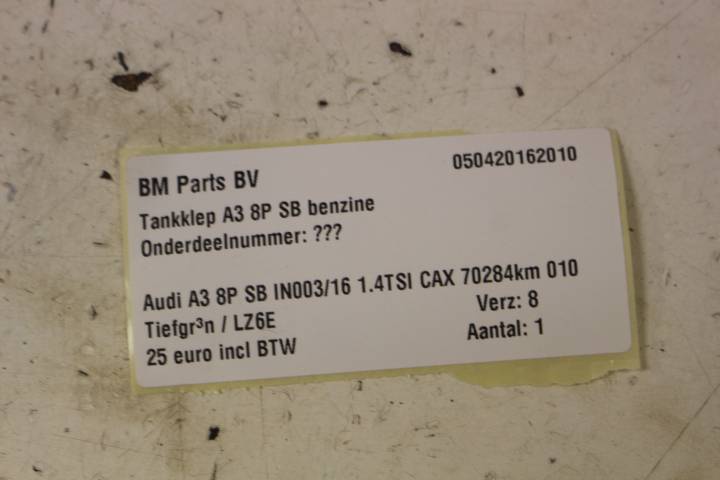 BM Parts BV
050420162010
Tankklep A3 8P SB benzine
Onderdeelnummer: ???
Audi A3 8P SB IN003/16 1.4TSI CAX 70284km 010
Tiefgr³n / LZ6E
Verz: 8
25 euro incl BTW
Aantal: 1